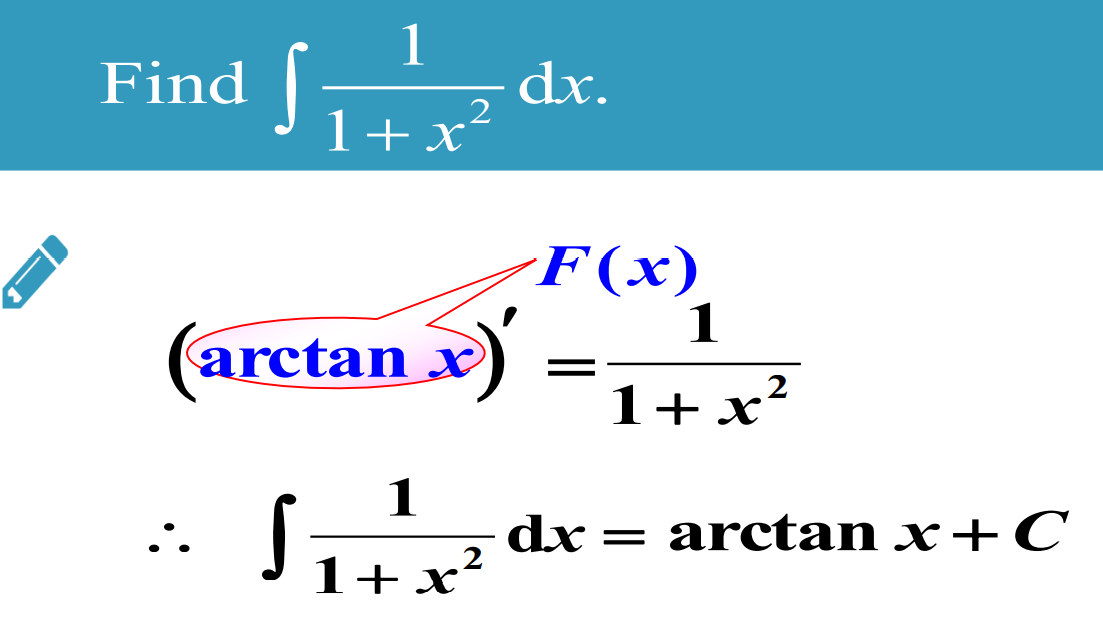 Find ∫ 1/(1 + x²) dx.
F(x)
(arctan x)′ = 1/(1 + x²)
∴ ∫ 1/(1 + x²) dx = arctan x + C